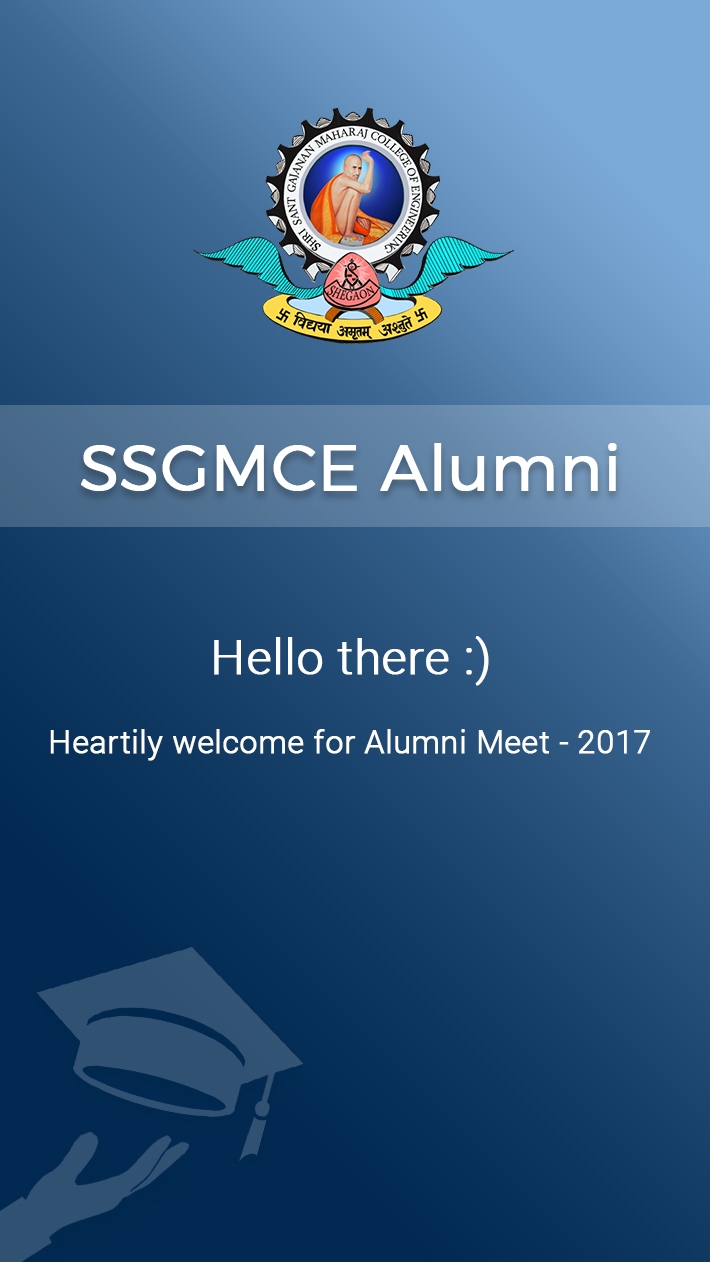 SHRI SANT GAJANAN MAHARAJ COLLEGE OF ENGINEERING
SHEGAON
卐 विद्यया अमृतम् अश्नुते 卐
SSGMCE Alumni
Hello there :)
Heartily welcome for Alumni Meet - 2017